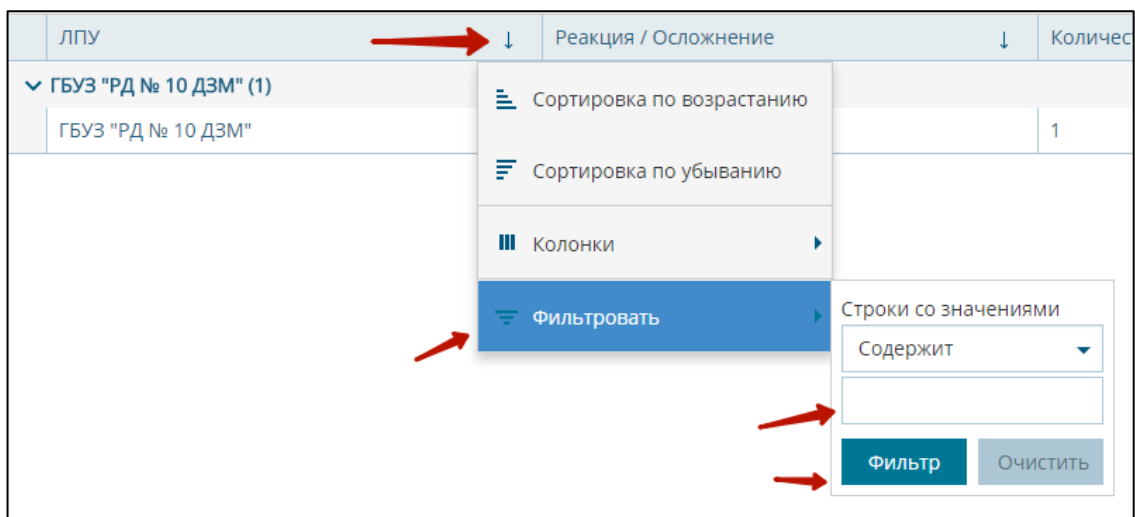 ЛПУ
Реакция / Осложнение
ГБУЗ "РД № 10 ДЗМ" (1)
ГБУЗ "РД № 10 ДЗМ"
1
Сортировка по возрастанию
Сортировка по убыванию
Колонки
Фильтровать
Строки со значениями
Содержит
Фильтр
Очистить